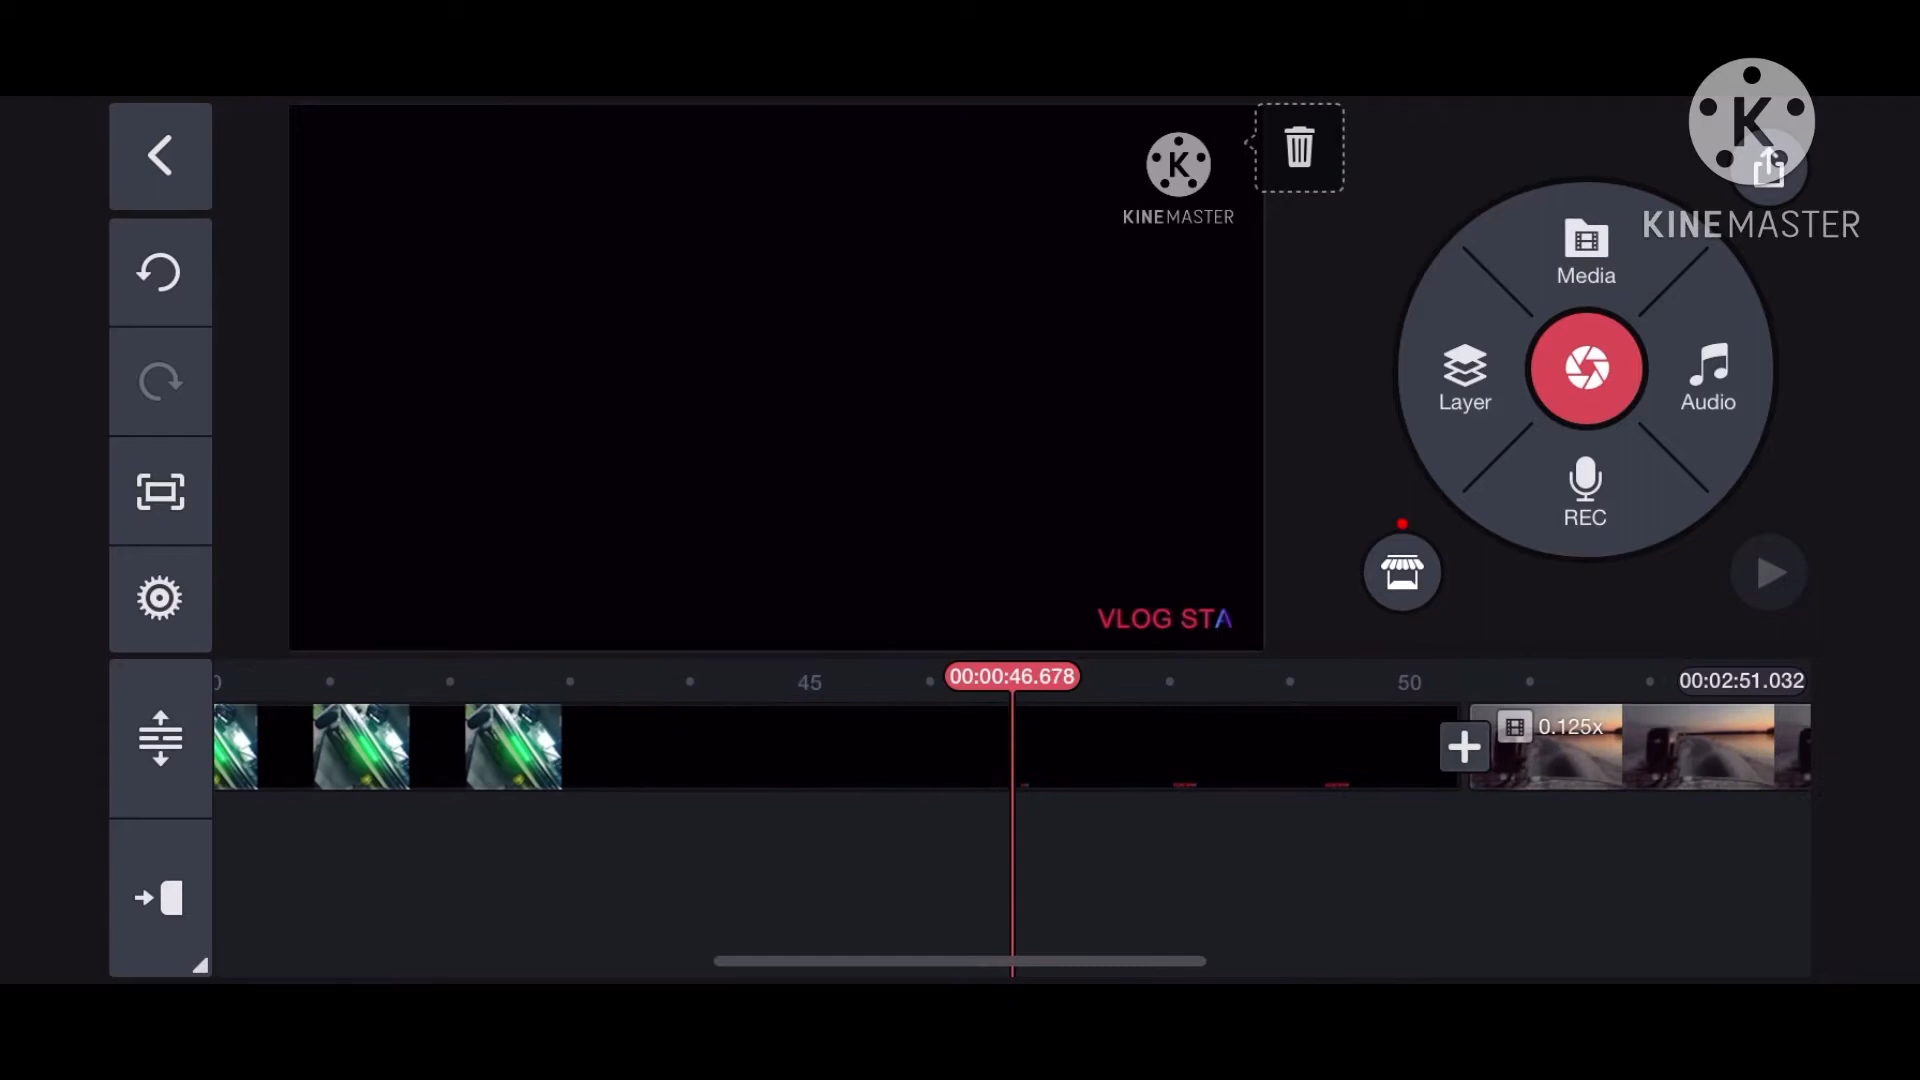 KINEMASTER
KINEMASTER
Media
Layer
Audio
REC
VLOG STA
00:00:46.678
45
50
00:02:51.032
0.125x